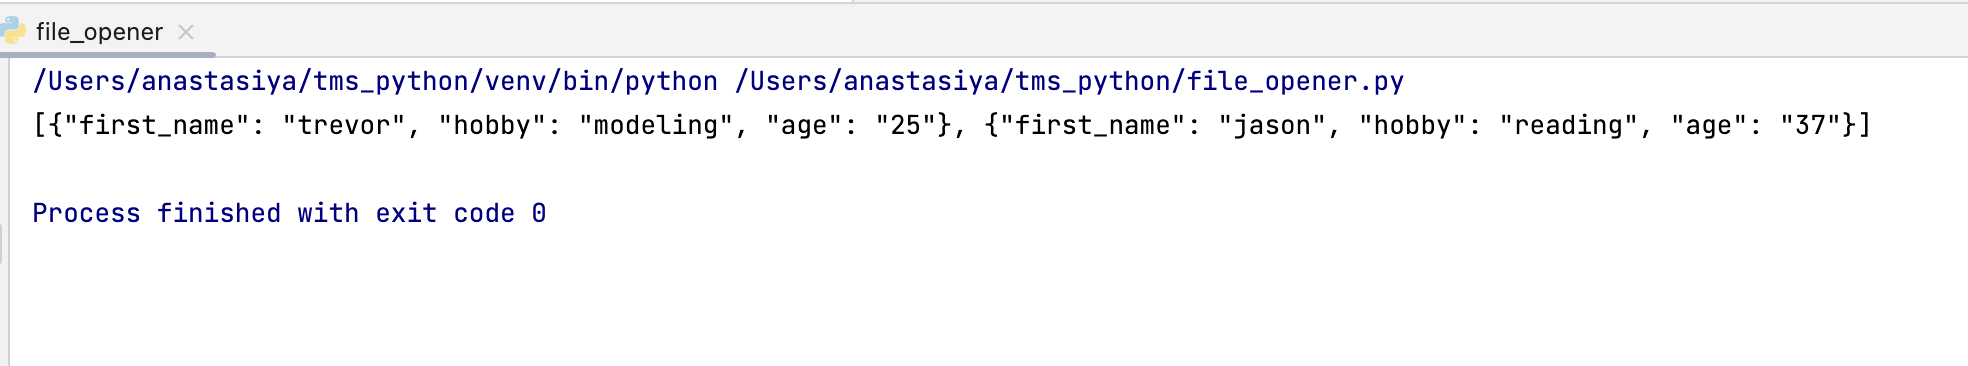 file_opener
/Users/anastasiya/tms_python/venv/bin/python /Users/anastasiya/tms_python/file_opener.py
[{"first_name": "trevor", "hobby": "modeling", "age": "25"}, {"first_name": "jason", "hobby": "reading", "age": "37"}]
Process finished with exit code 0